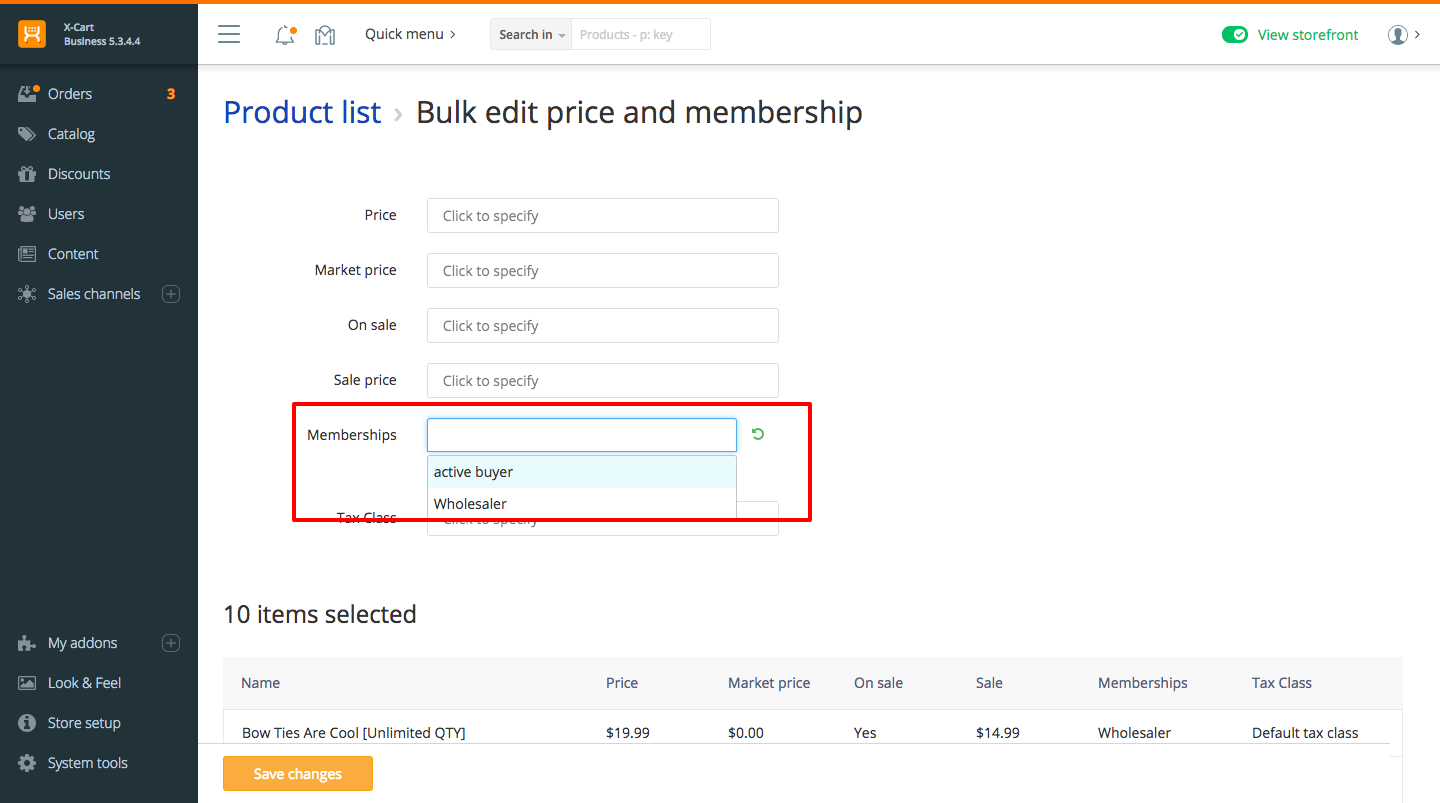 X-Cart
Business 5.3.4.4
Quick menu
Search in
Products - p: key
View storefront
Orders 3
Catalog
Discounts
Users
Content
Sales channels
My addons
Look & Feel
Store setup
System tools
Product list › Bulk edit price and membership
Price Click to specify
Market price Click to specify
On sale Click to specify
Sale price Click to specify
Memberships
active buyer
Wholesaler
Tax Class Click to specify
10 items selected
Name Price Market price On sale Sale Memberships Tax Class
Bow Ties Are Cool [Unlimited QTY] $19.99 $0.00 Yes $14.99 Wholesaler Default tax class
Save changes